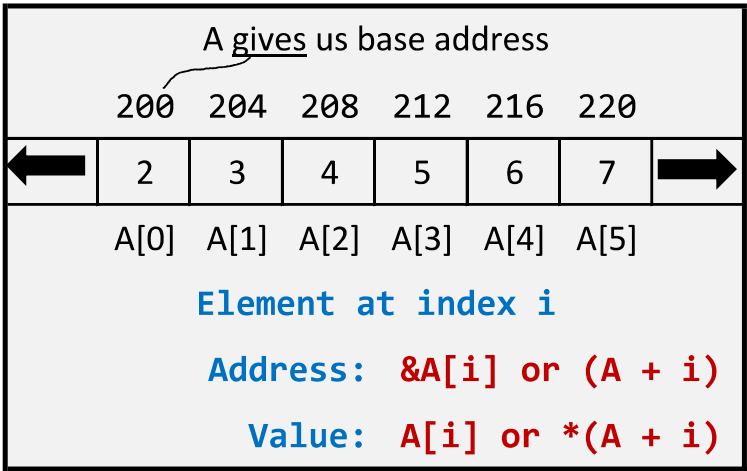 A gives us base address
200 204 208 212 216 220
2 3 4 5 6 7
A[0] A[1] A[2] A[3] A[4] A[5]
Element at index i
Address: &A[i] or (A + i)
Value: A[i] or *(A + i)